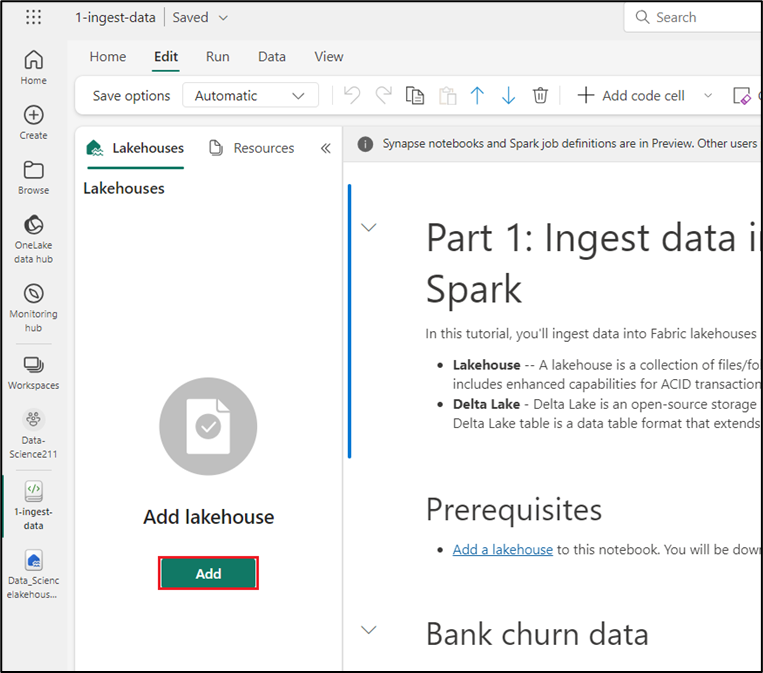 1-ingest-data
Saved
Search
Home
Edit
Run
Data
View
Save options
Automatic
Add code cell
Home
Create
Browse
OneLake
data hub
Monitoring
hub
Workspaces
Data-
Science211
1-ingest-
data
Data_Scienc
elakehous...
Lakehouses
Resources
Lakehouses
Add lakehouse
Add
Synapse notebooks and Spark job definitions are in Preview. Other users
Part 1: Ingest data
Spark
In this tutorial, you'll ingest data into Fabric lakehouses
• Lakehouse -- A lakehouse is a collection of
includes enhanced capabilities for ACID transaction
• Delta Lake - Delta Lake is an open-source storage
Delta Lake table is a data table format that extends
Prerequisites
• Add a lakehouse to this notebook. You will be
Bank churn data